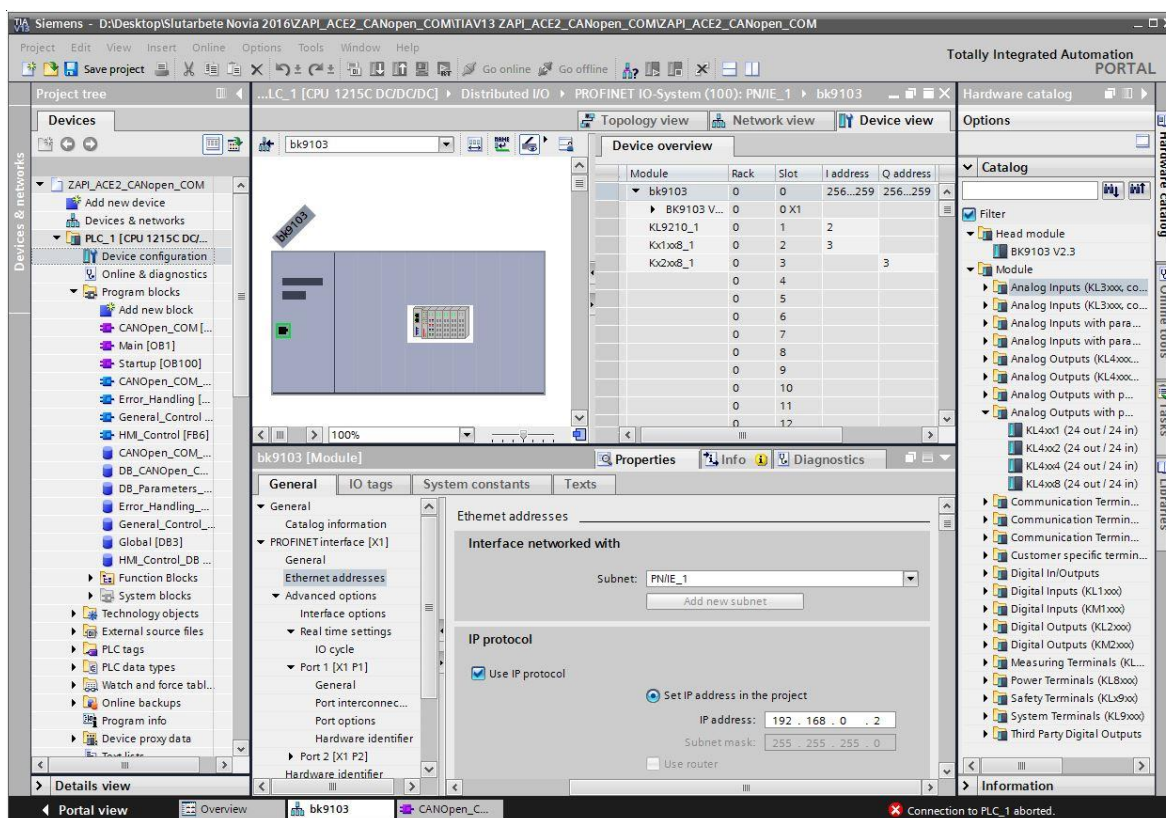 Siemens - D:\Desktop\Slutarbete Novia 2016\ZAPI_ACE2_CANopen_COM\TIAV13 ZAPI_ACE2_CANopen_COM\ZAPI_ACE2_CANopen_COM
Project Edit View Insert Online Options Tools Window Help
Totally Integrated Automation
PORTAL
Save project
Go online
Go offline
Project tree
Devices
Devices & networks
ZAPI_ACE2_CANopen_COM
Add new device
Devices & networks
PLC_1 [CPU 1215C DC/...
Device configuration
Online & diagnostics
Program blocks
Add new block
CANOpen_COM [...
Main [OB1]
Startup [OB100]
CANOpen_COM_...
Error_Handling [...
General_Control ...
HMI_Control [FB6]
CANOpen_COM_...
DB_CANOpen_C...
DB_Parameters_...
Error_Handling_...
General_Control_...
Global [DB3]
HMI_Control_DB ...
Function Blocks
System blocks
Technology objects
External source files
PLC tags
PLC data types
Watch and force tabl...
Online backups
Program info
Device proxy data
Text lists
Details view
...LC_1 [CPU 1215C DC/DC/DC] Distributed I/O PROFINET IO-System (100): PN/IE_1 bk9103
Topology view Network view Device view
bk9103
bk9103
100%
Device overview
Module Rack Slot I address Q address
bk9103 0 0 256...259 256...259
BK9103 V... 0 0 X1
KL9210_1 0 1 2
Kx1xx8_1 0 2 3
Kx2xx8_1 0 3 3
0 4
0 5
0 6
0 7
0 8
0 9
0 10
0 11
0 12
bk9103 [Module]
Properties Info Diagnostics
General IO tags System constants Texts
General
Catalog information
PROFINET interface [X1]
General
Ethernet addresses
Advanced options
Interface options
Real time settings
IO cycle
Port 1 [X1 P1]
General
Port interconnec...
Port options
Hardware identifier
Port 2 [X1 P2]
Hardware identifier
Ethernet addresses
Interface networked with
Subnet: PN/IE_1
Add new subnet
IP protocol
Use IP protocol
Set IP address in the project
IP address: 192 . 168 . 0 . 2
Subnet mask: 255 . 255 . 255 . 0
Use router
Hardware catalog
Options
Catalog
Filter
Head module
BK9103 V2.3
Module
Analog Inputs (KL3xxx, co...
Analog Inputs (KL3xxx, co...
Analog Inputs with para...
Analog Inputs with para...
Analog Outputs (KL4xxx...
Analog Outputs (KL4xxx...
Analog Outputs with p...
Analog Outputs with p...
KL4xx1 (24 out / 24 in)
KL4xx2 (24 out / 24 in)
KL4xx4 (24 out / 24 in)
KL4xx8 (24 out / 24 in)
Communication Termin...
Communication Termin...
Communication Termin...
Customer specific termin...
Digital In/Outputs
Digital Inputs (KL1xxx)
Digital Inputs (KM1xxx)
Digital Outputs (KL2xxx)
Digital Outputs (KM2xxx)
Measuring Terminals (KL...
Power Terminals (KL8xxx)
Safety Terminals (KLx9xx)
System Terminals (KL9xxx)
Third Party Digital Outputs
Information
Hardware catalog
Online tools
Tasks
Libraries
Portal view
Overview
bk9103
CANOpen_C...
Connection to PLC_1 aborted.